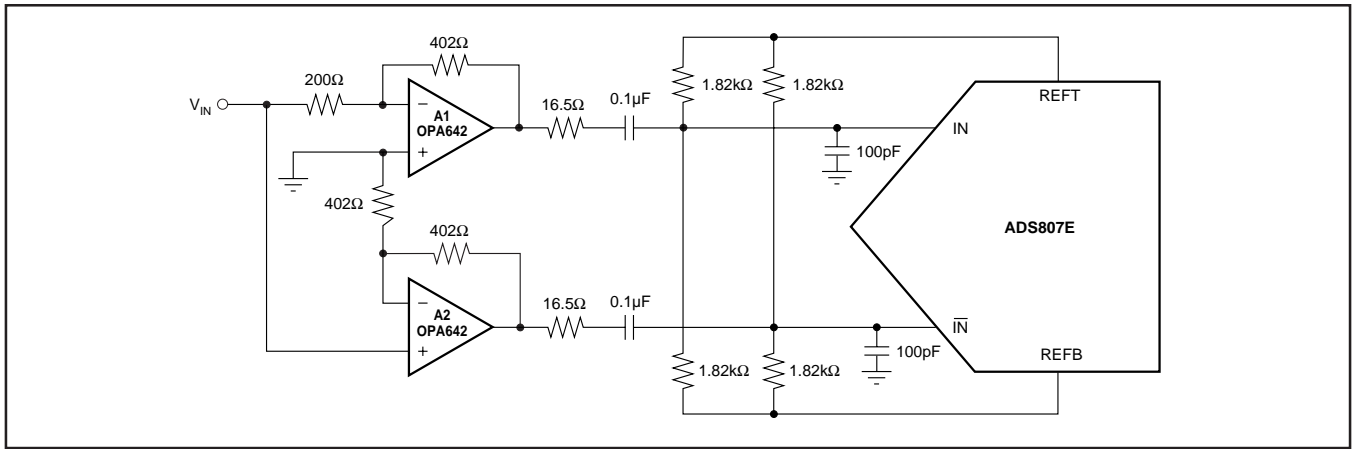 402Ω
200Ω
V_IN
−
A1
OPA642
+
16.5Ω
0.1µF
1.82kΩ
1.82kΩ
REFT
IN
100pF
402Ω
402Ω
−
A2
OPA642
+
16.5Ω
0.1µF
ADS807E
I̅N̅
100pF
REFB
1.82kΩ
1.82kΩ